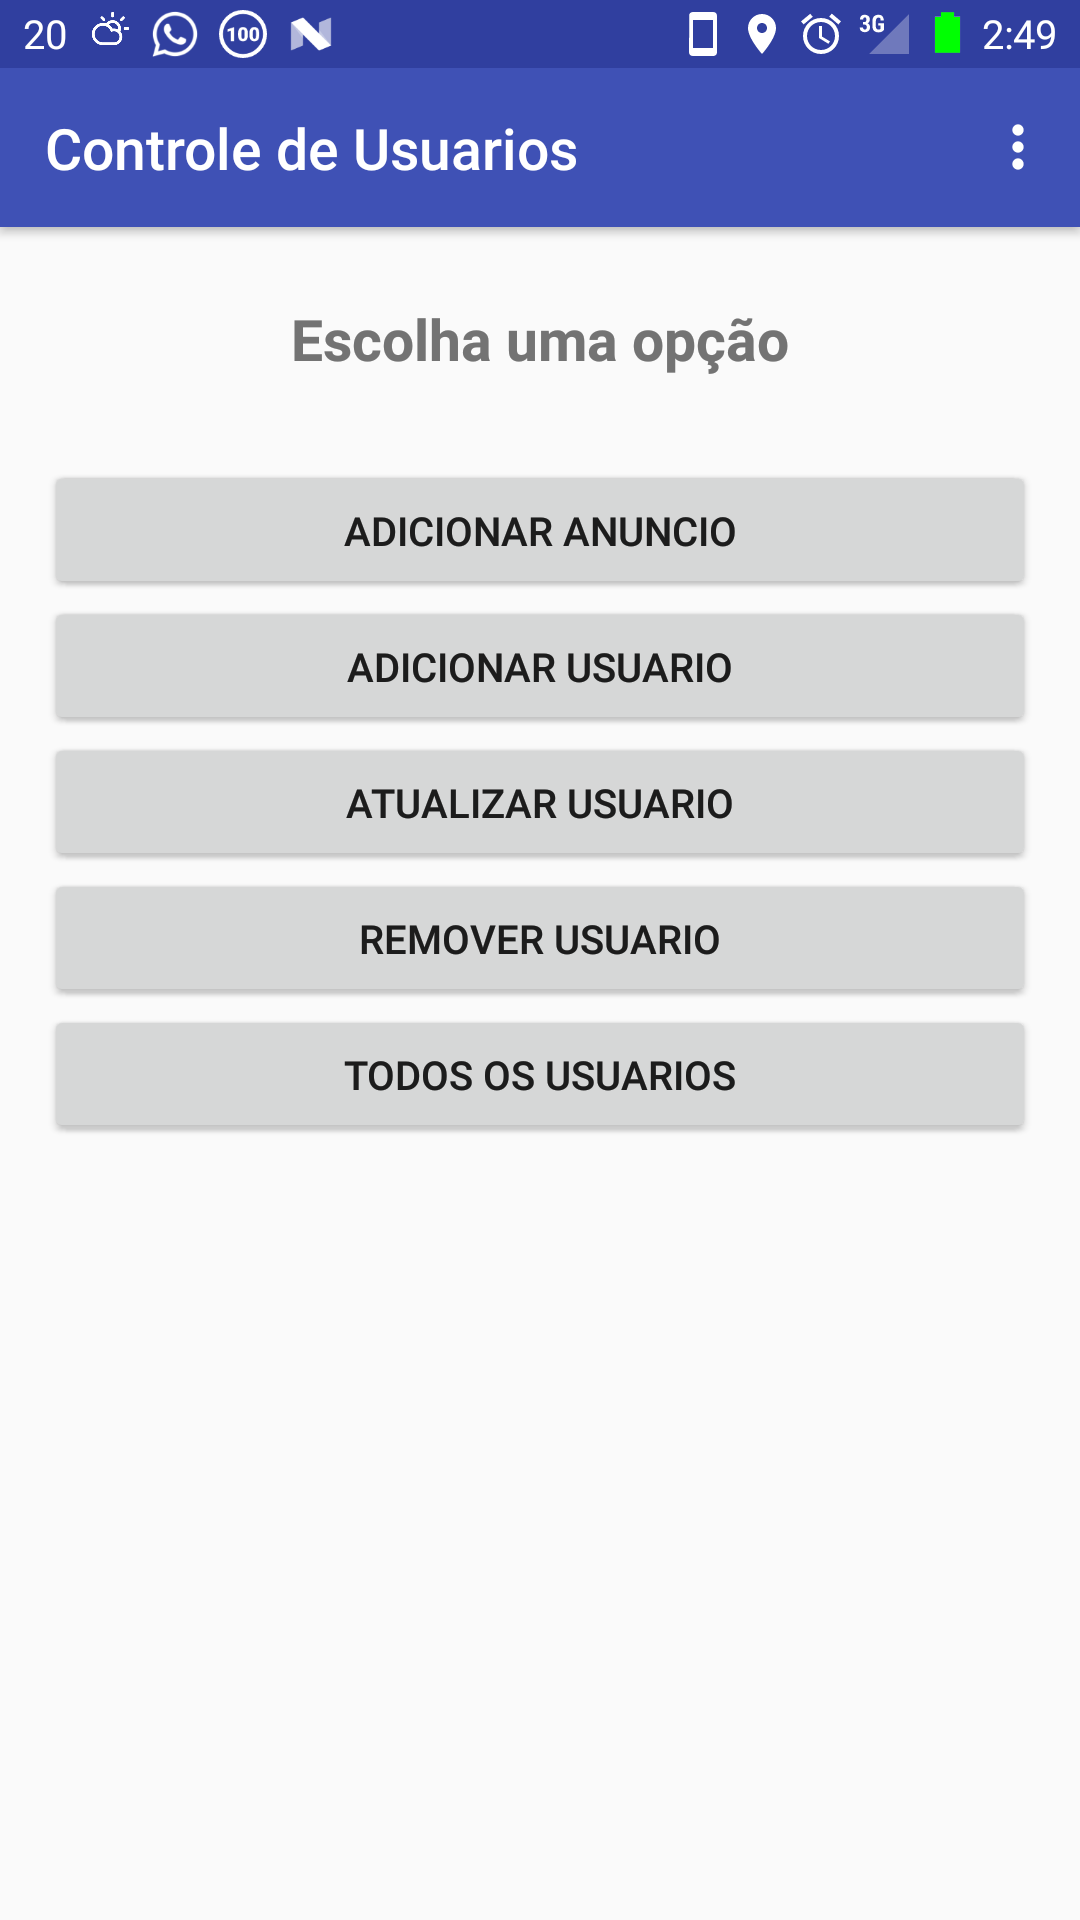 20 100 3G 2:49
Controle de Usuarios
Escolha uma opção
ADICIONAR ANUNCIO
ADICIONAR USUARIO
ATUALIZAR USUARIO
REMOVER USUARIO
TODOS OS USUARIOS